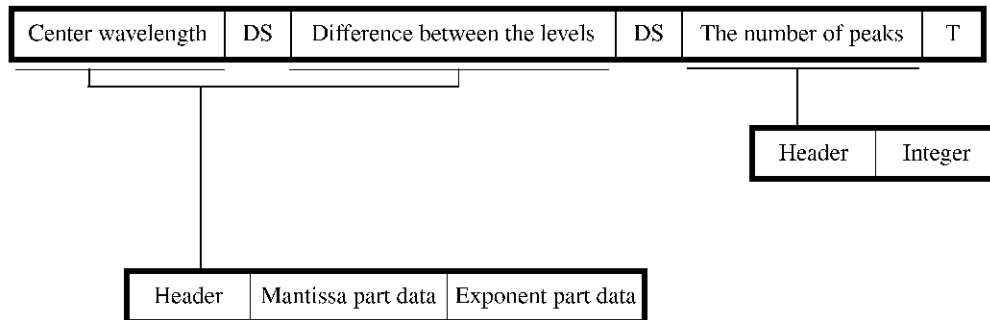 Center wavelength DS Difference between the levels DS The number of peaks T
Header Integer
Header Mantissa part data Exponent part data